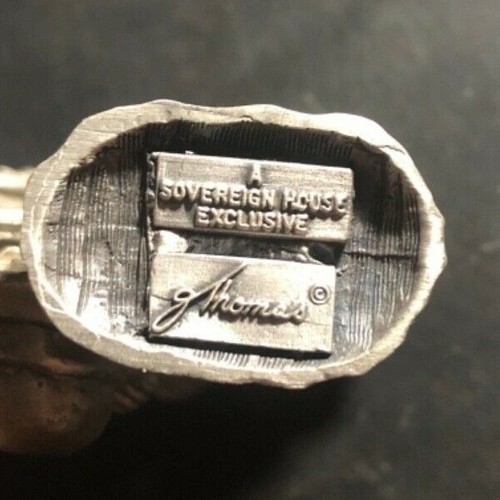 A
SOVEREIGN HOUSE
EXCLUSIVE
J Thomas ©